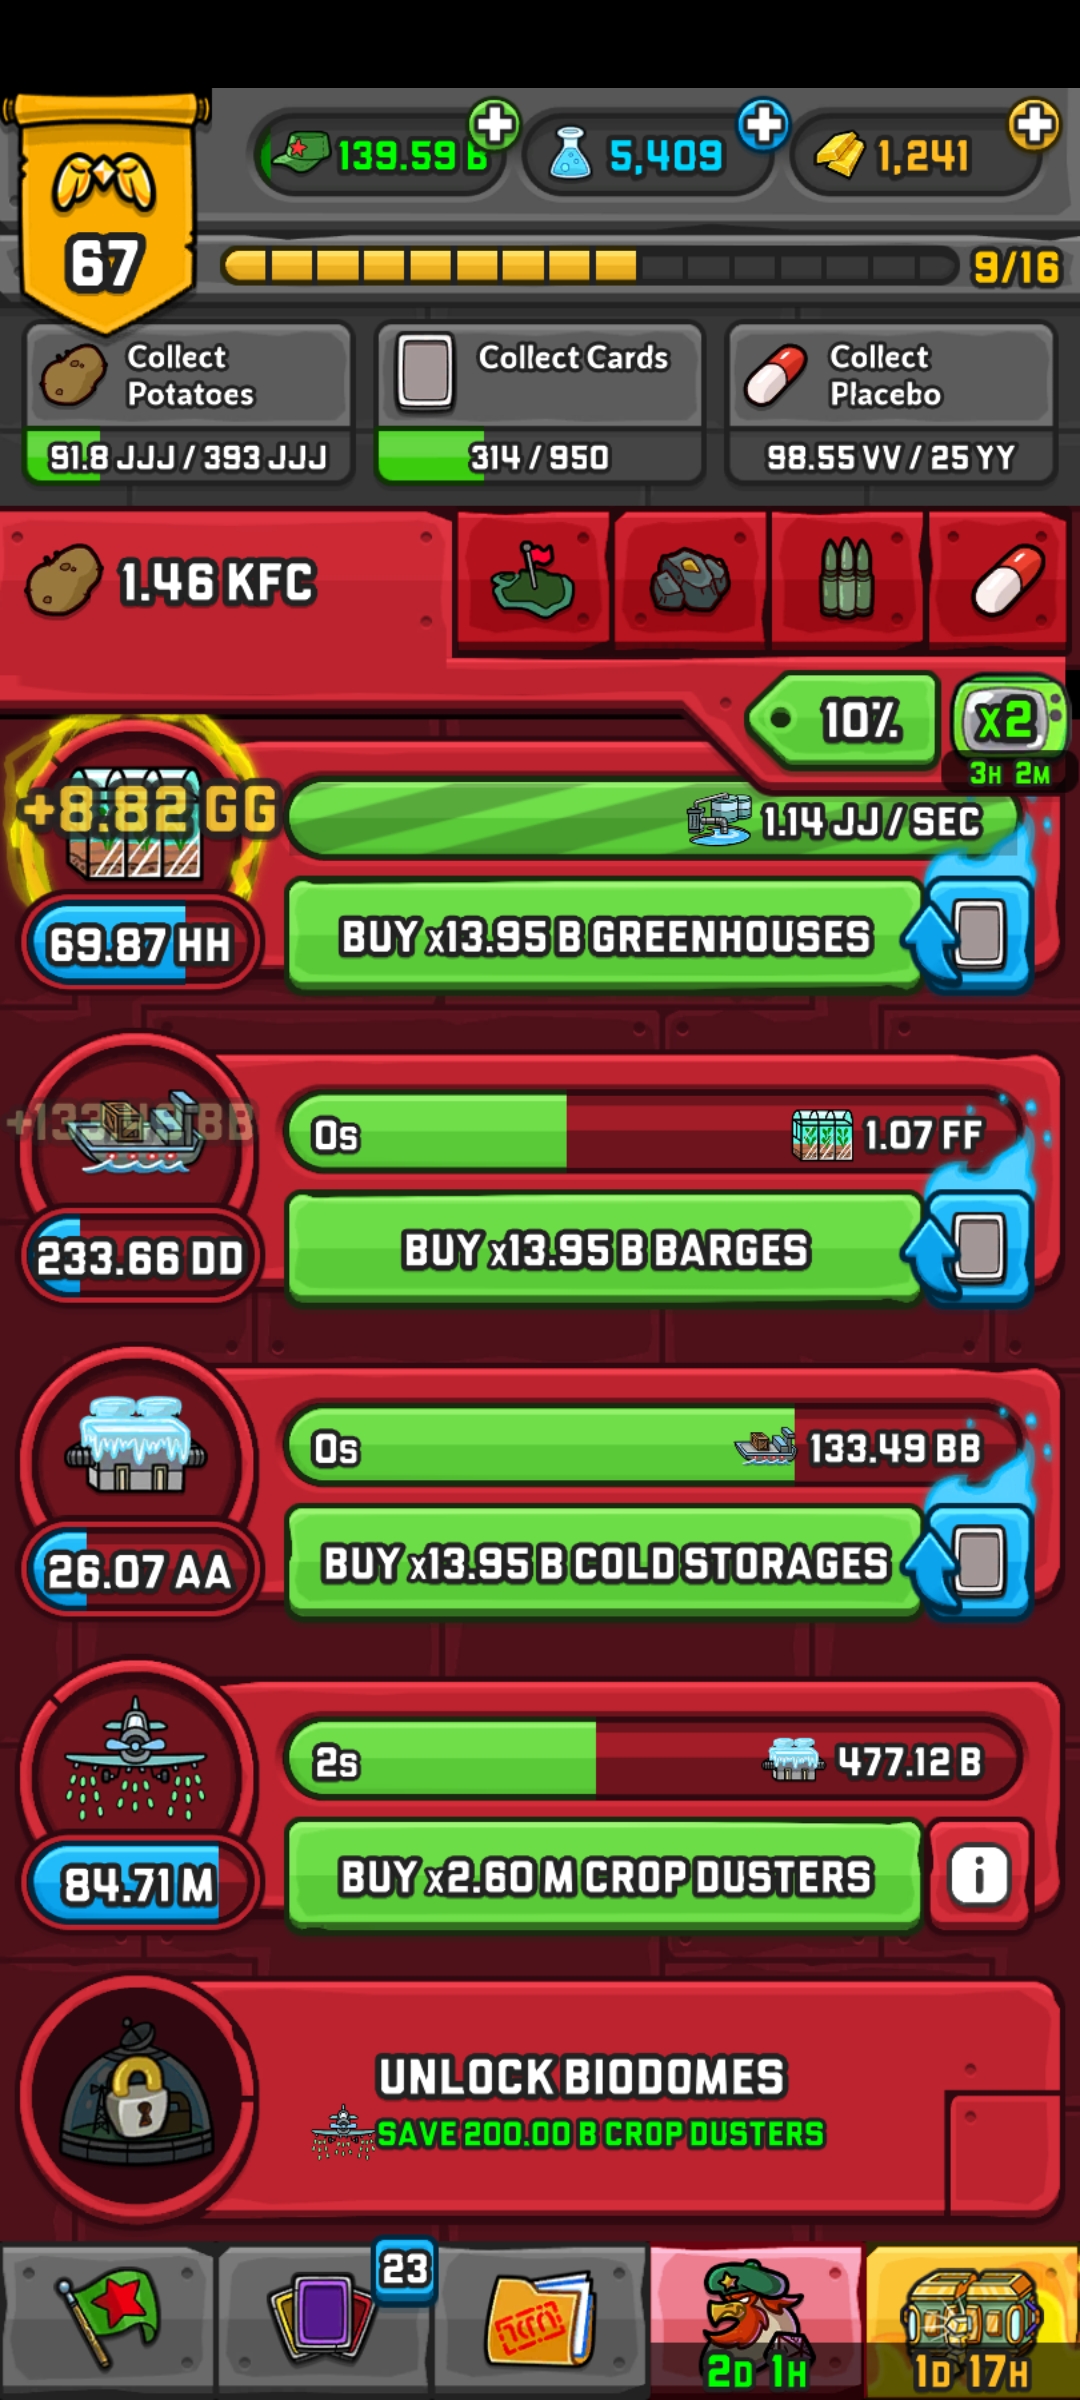 139.59 B
5,409
1,241
67
9/16
Collect
Potatoes
Collect Cards
Collect
Placebo
91.8 JJJ / 393 JJJ
314 / 950
98.55 VV / 25 YY
1.46 KFC
10%
x2
3H 2M
+8.82 GG
1.14 JJ / SEC
69.87 HH
BUY x13.95 B GREENHOUSES
+133.49 BB
0s
1.07 FF
233.66 DD
BUY x13.95 B BARGES
0s
133.49 BB
26.07 AA
BUY x13.95 B COLD STORAGES
2s
477.12 B
84.71 M
BUY x2.60 M CROP DUSTERS
i
UNLOCK BIODOMES
SAVE 200.00 B CROP DUSTERS
23
2D 1H
1D 17H